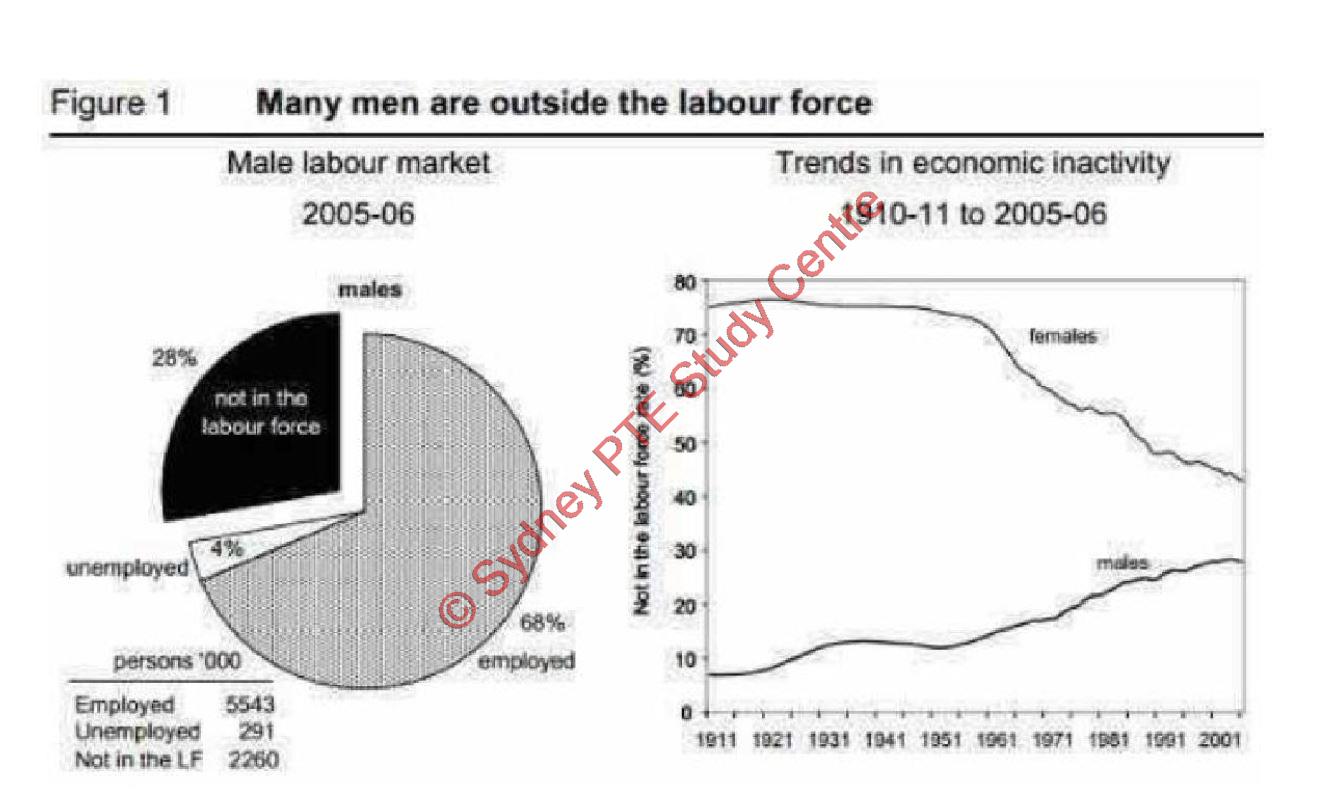 Figure 1 Many men are outside the labour force
Male labour market
2005-06
males
28%
not in the
labour force
4%
unemployed
68%
employed
persons '000
Employed 5543
Unemployed 291
Not in the LF 2260
Trends in economic inactivity
1910-11 to 2005-06
Not in the labour force rate (%)
80
70
60
50
40
30
20
10
0
females
males
1911 1921 1931 1941 1951 1961 1971 1981 1991 2001
© Sydney PTE Study Centre